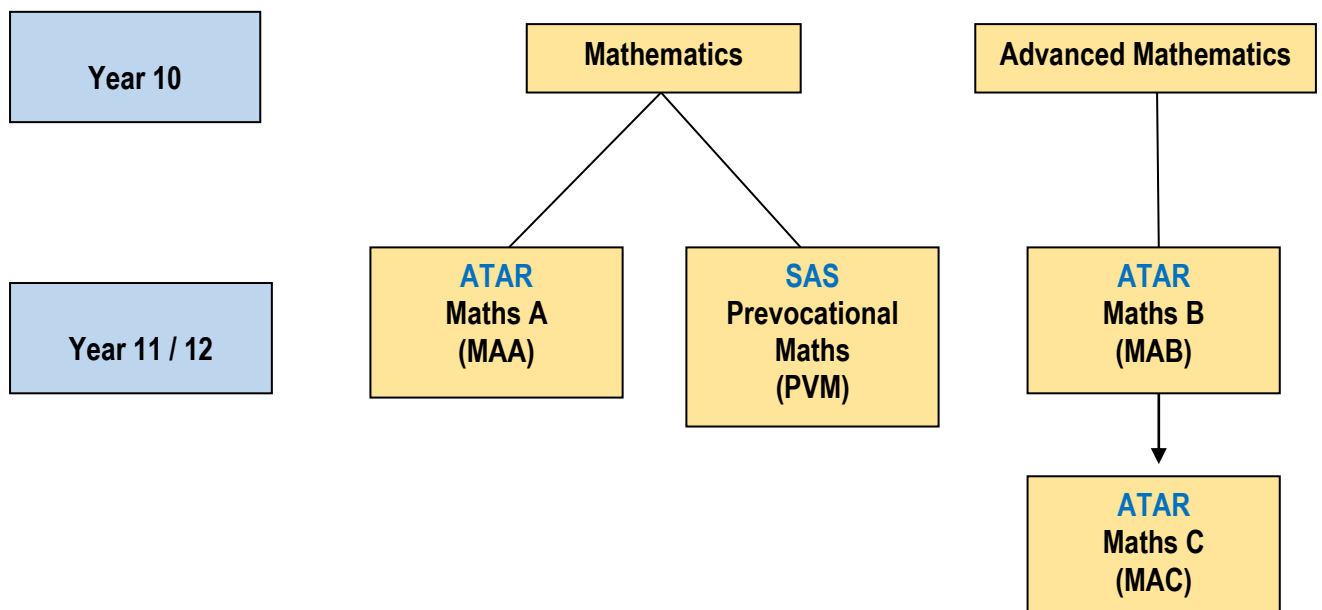 Year 10
Mathematics
Advanced Mathematics
Year 11 / 12
ATAR
Maths A
(MAA)
SAS
Prevocational
Maths
(PVM)
ATAR
Maths B
(MAB)
ATAR
Maths C
(MAC)